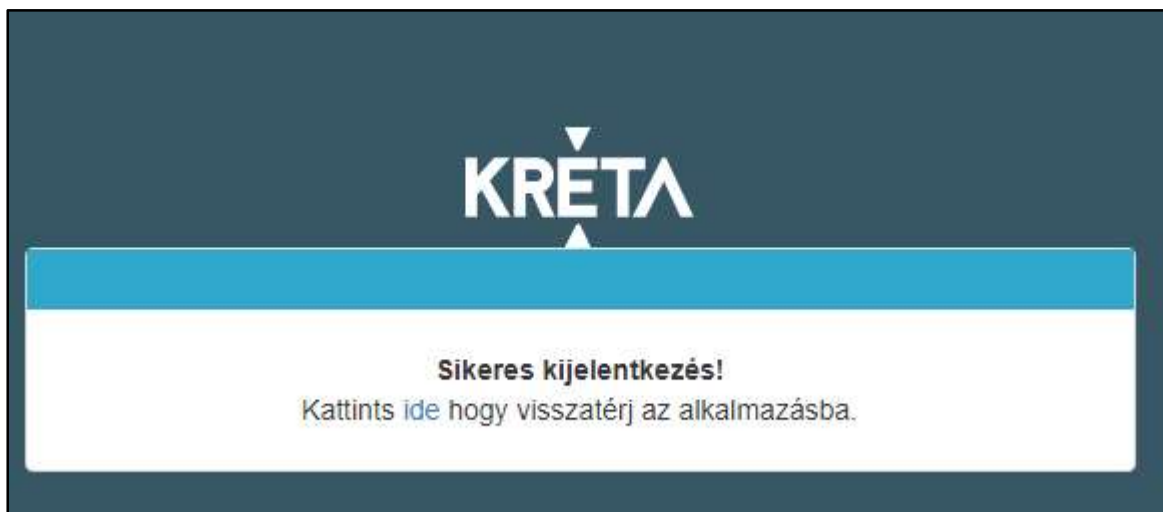 KRÉTA
Sikeres kijelentkezés!
Kattints ide hogy visszatérj az alkalmazásba.